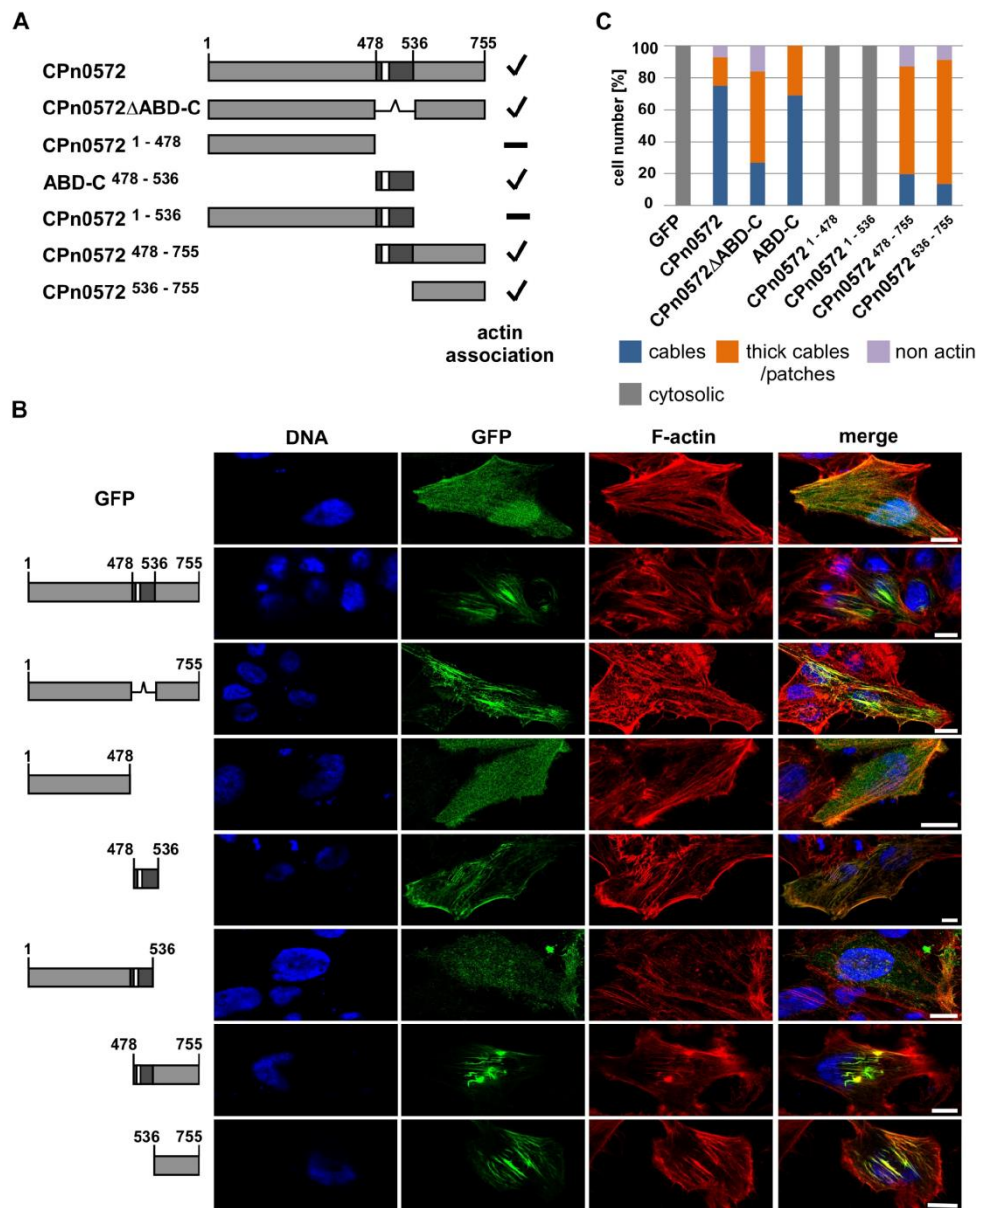 A
1 478 536 755
CPn0572
CPn0572ΔABD-C
CPn0572 1 - 478
ABD-C 478 - 536
CPn0572 1 - 536
CPn0572 478 - 755
CPn0572 536 - 755
actin
association
C
cell number [%]
100
80
60
40
20
0
GFP
CPn0572
CPn0572ΔABD-C
ABD-C
CPn0572 1 - 478
CPn0572 1 - 536
CPn0572 478 - 755
CPn0572 536 - 755
cables
thick cables
/patches
non actin
cytosolic
B
DNA GFP F-actin merge
GFP
1 478 536 755
1 755
1 478
478 536
1 536
478 755
536 755